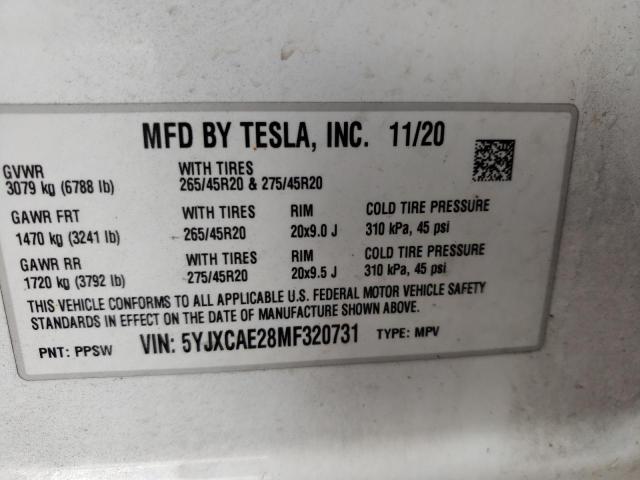 MFD BY TESLA, INC. 11/20
GVWR
3079 kg (6788 lb)
WITH TIRES
265/45R20 & 275/45R20
GAWR FRT
1470 kg (3241 lb)
WITH TIRES
265/45R20
RIM
20x9.0 J
COLD TIRE PRESSURE
310 kPa, 45 psi
GAWR RR
1720 kg (3792 lb)
WITH TIRES
275/45R20
RIM
20x9.5 J
COLD TIRE PRESSURE
310 kPa, 45 psi
THIS VEHICLE CONFORMS TO ALL APPLICABLE U.S. FEDERAL MOTOR VEHICLE SAFETY
STANDARDS IN EFFECT ON THE DATE OF MANUFACTURE SHOWN ABOVE.
PNT: PPSW VIN: 5YJXCAE28MF320731 TYPE: MPV